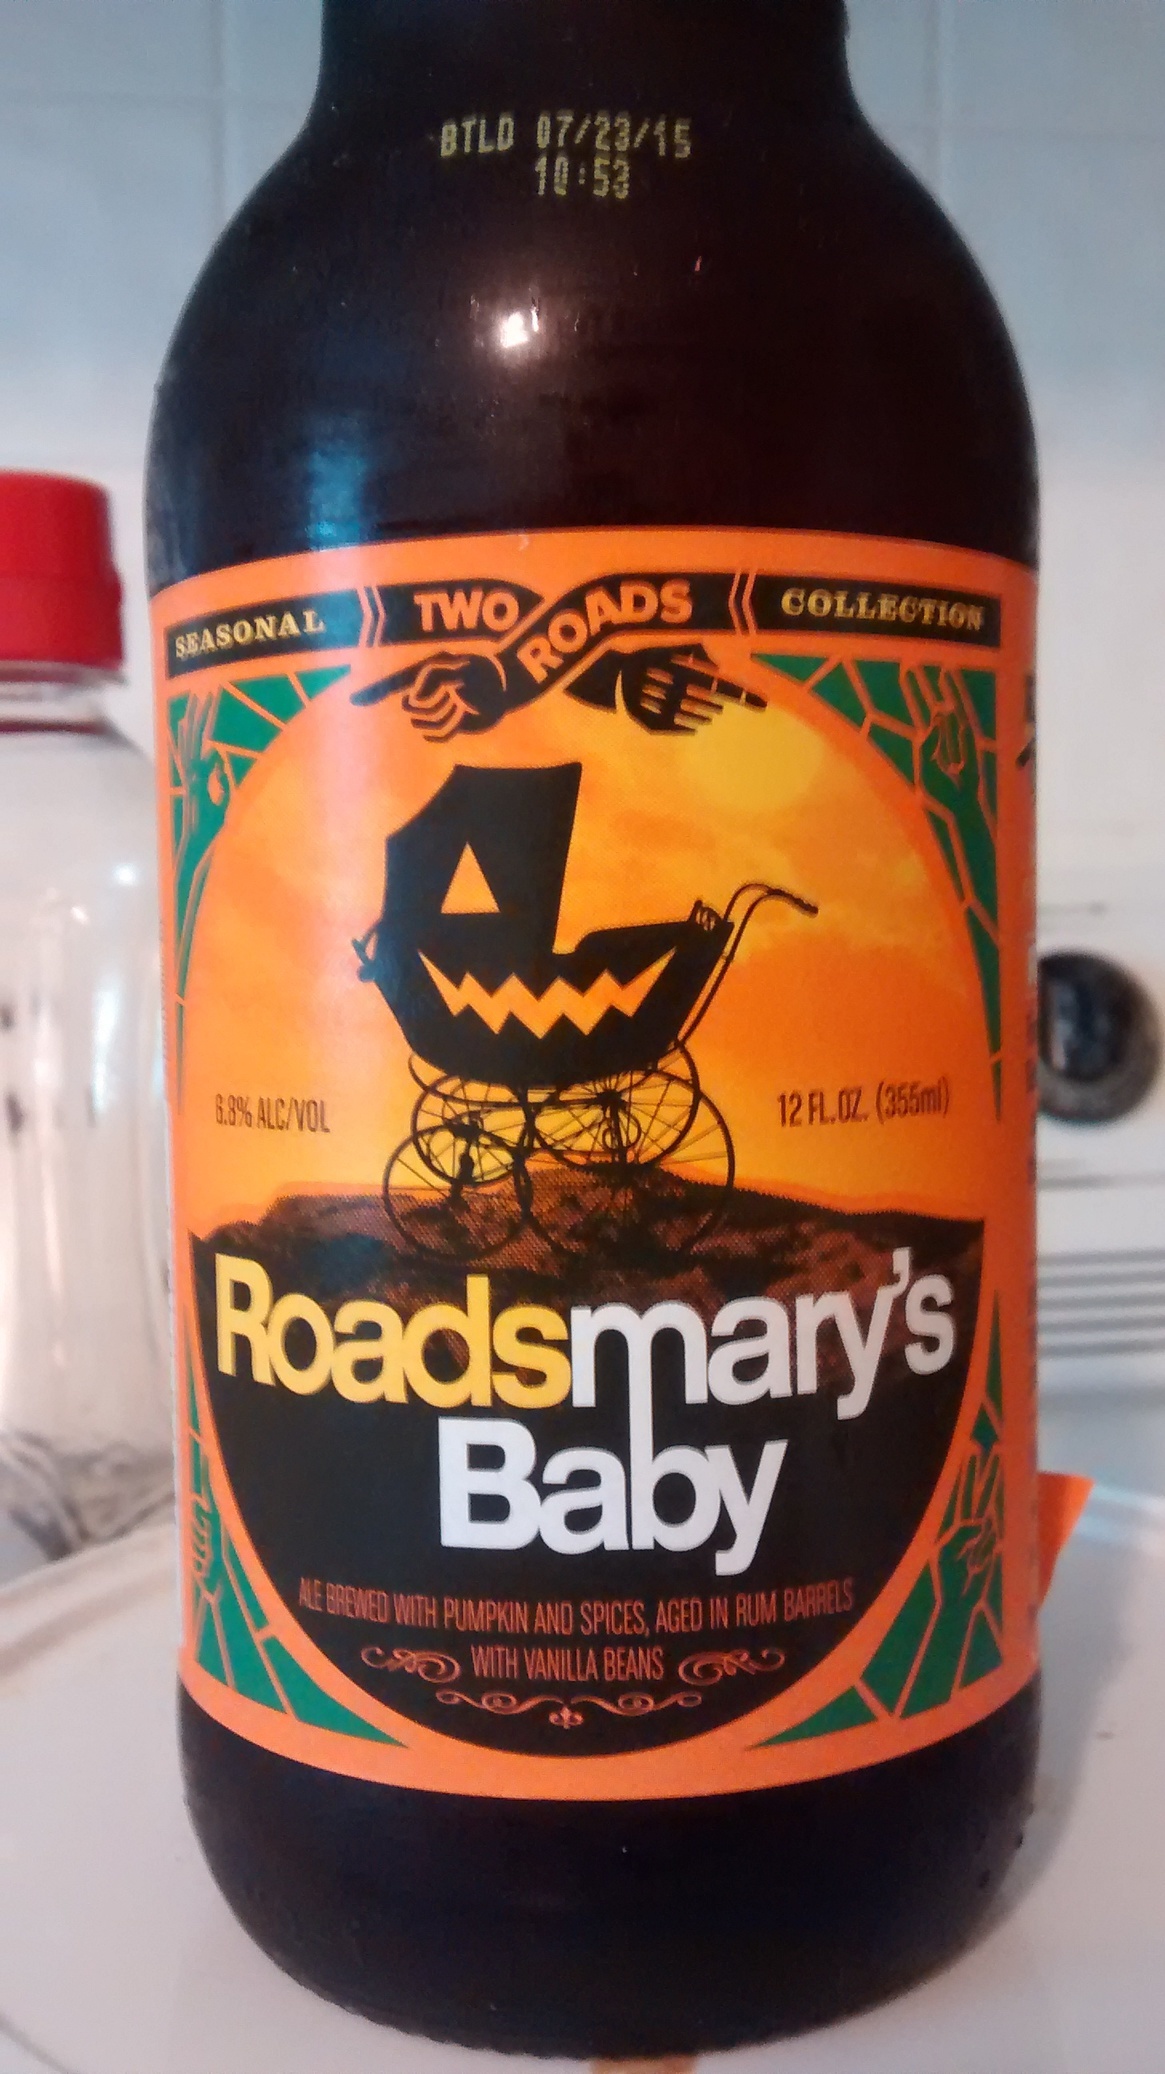 BTLD 07/23/15
10:53
SEASONAL TWO ROADS COLLECTION
6.8% ALC/VOL
12 FL.OZ. (355ml)
Roadsmary's
Baby
ALE BREWED WITH PUMPKIN AND SPICES, AGED IN RUM BARRELS
WITH VANILLA BEANS